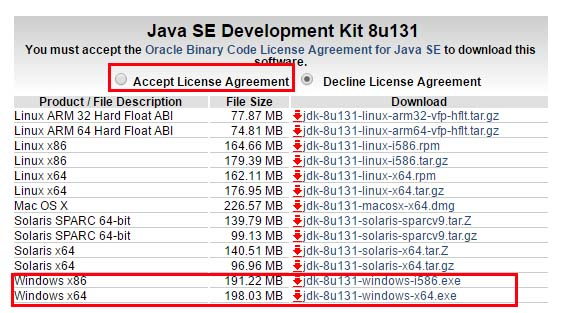 Java SE Development Kit 8u131
You must accept the Oracle Binary Code License Agreement for Java SE to download this
software.
Accept License Agreement Decline License Agreement
Product / File Description File Size Download
Linux ARM 32 Hard Float ABI 77.87 MB jdk-8u131-linux-arm32-vfp-hflt.tar.gz
Linux ARM 64 Hard Float ABI 74.81 MB jdk-8u131-linux-arm64-vfp-hflt.tar.gz
Linux x86 164.66 MB jdk-8u131-linux-i586.rpm
Linux x86 179.39 MB jdk-8u131-linux-i586.tar.gz
Linux x64 162.11 MB jdk-8u131-linux-x64.rpm
Linux x64 176.95 MB jdk-8u131-linux-x64.tar.gz
Mac OS X 226.57 MB jdk-8u131-macosx-x64.dmg
Solaris SPARC 64-bit 139.79 MB jdk-8u131-solaris-sparcv9.tar.Z
Solaris SPARC 64-bit 99.13 MB jdk-8u131-solaris-sparcv9.tar.gz
Solaris x64 140.51 MB jdk-8u131-solaris-x64.tar.Z
Solaris x64 96.96 MB jdk-8u131-solaris-x64.tar.gz
Windows x86 191.22 MB jdk-8u131-windows-i586.exe
Windows x64 198.03 MB jdk-8u131-windows-x64.exe